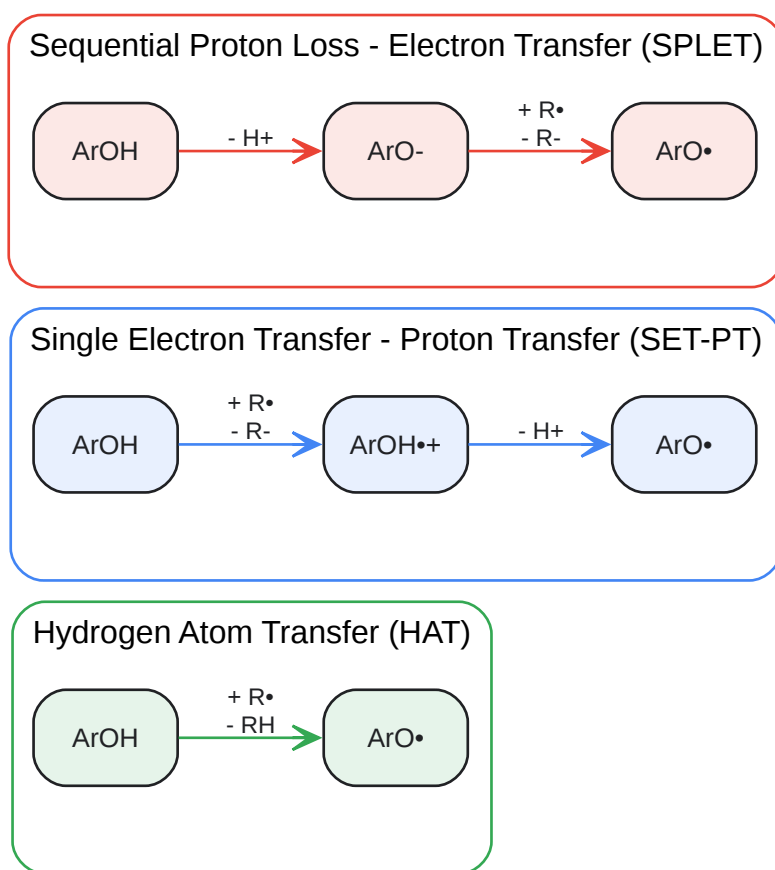 Sequential Proton Loss - Electron Transfer (SPLET)
ArOH
- H+
ArO-
+ R•
- R-
ArO•
Single Electron Transfer - Proton Transfer (SET-PT)
ArOH
+ R•
- R-
ArOH•+
- H+
ArO•
Hydrogen Atom Transfer (HAT)
ArOH
+ R•
- RH
ArO•